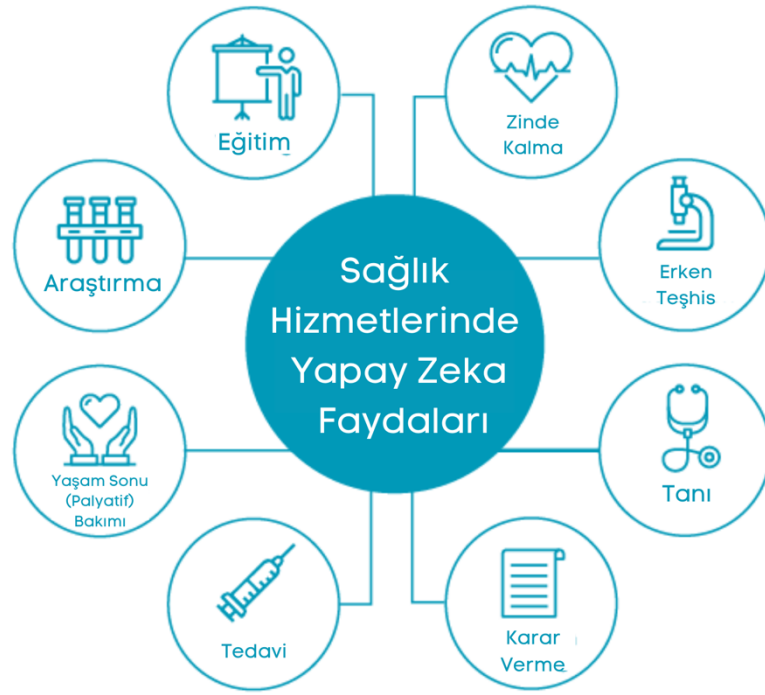 Eğitim
Zinde
Kalma
Araştırma
Erken
Teşhis
Sağlık
Hizmetlerinde
Yapay Zeka
Faydaları
Yaşam Sonu
(Palyatif)
Bakımı
Tanı
Tedavi
Karar
Verme